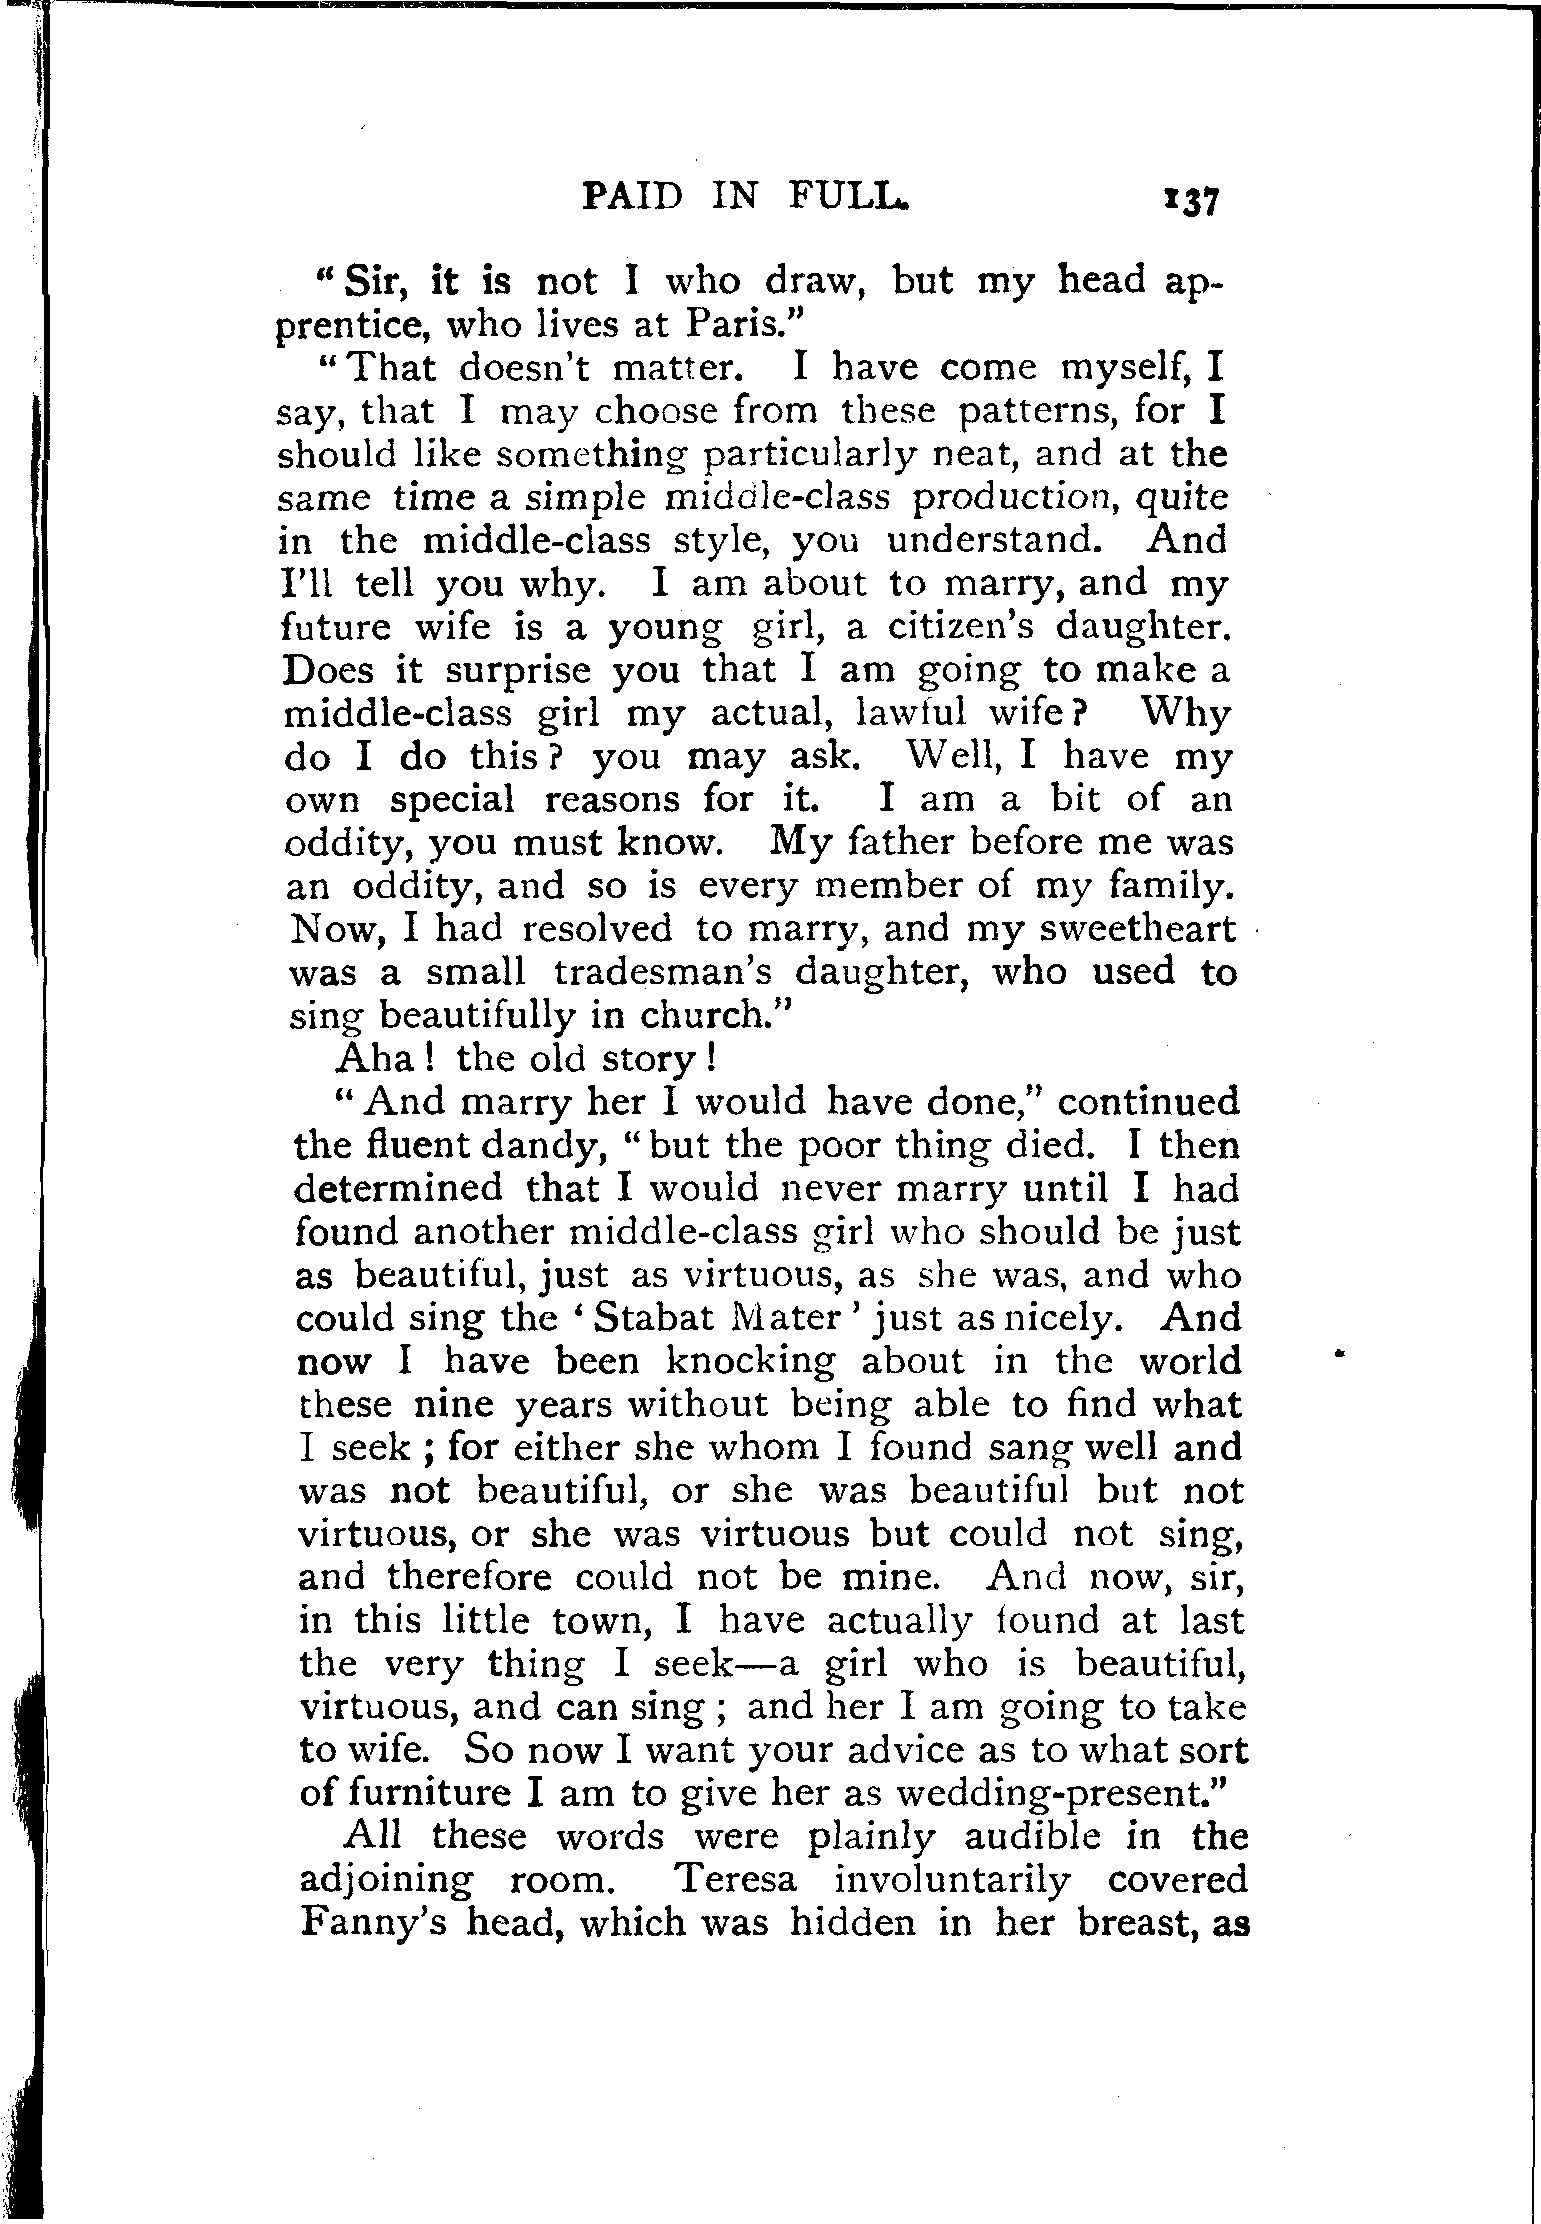 PAID IN FULL. 137
“Sir, it is not I who draw, but my head ap-
prentice, who lives at Paris.”
“That doesn't matter. I have come myself, I
say, that I may choose from these patterns, for I
should like something particularly neat, and at the
same time a simple middle-class production, quite
in the middle-class style, you understand. And
I'll tell you why. I am about to marry, and my
future wife is a young girl, a citizen's daughter.
Does it surprise you that I am going to make a
middle-class girl my actual, lawful wife? Why
do I do this? you may ask. Well, I have my
own special reasons for it. I am a bit of an
oddity, you must know. My father before me was
an oddity, and so is every member of my family.
Now, I had resolved to marry, and my sweetheart
was a small tradesman's daughter, who used to
sing beautifully in church.”
Aha! the old story!
“And marry her I would have done,” continued
the fluent dandy, “but the poor thing died. I then
determined that I would never marry until I had
found another middle-class girl who should be just
as beautiful, just as virtuous, as she was, and who
could sing the ‘Stabat Mater’ just as nicely. And
now I have been knocking about in the world
these nine years without being able to find what
I seek; for either she whom I found sang well and
was not beautiful, or she was beautiful but not
virtuous, or she was virtuous but could not sing,
and therefore could not be mine. And now, sir,
in this little town, I have actually found at last
the very thing I seek—a girl who is beautiful,
virtuous, and can sing; and her I am going to take
to wife. So now I want your advice as to what sort
of furniture I am to give her as wedding-present.”
All these words were plainly audible in the
adjoining room. Teresa involuntarily covered
Fanny's head, which was hidden in her breast, as